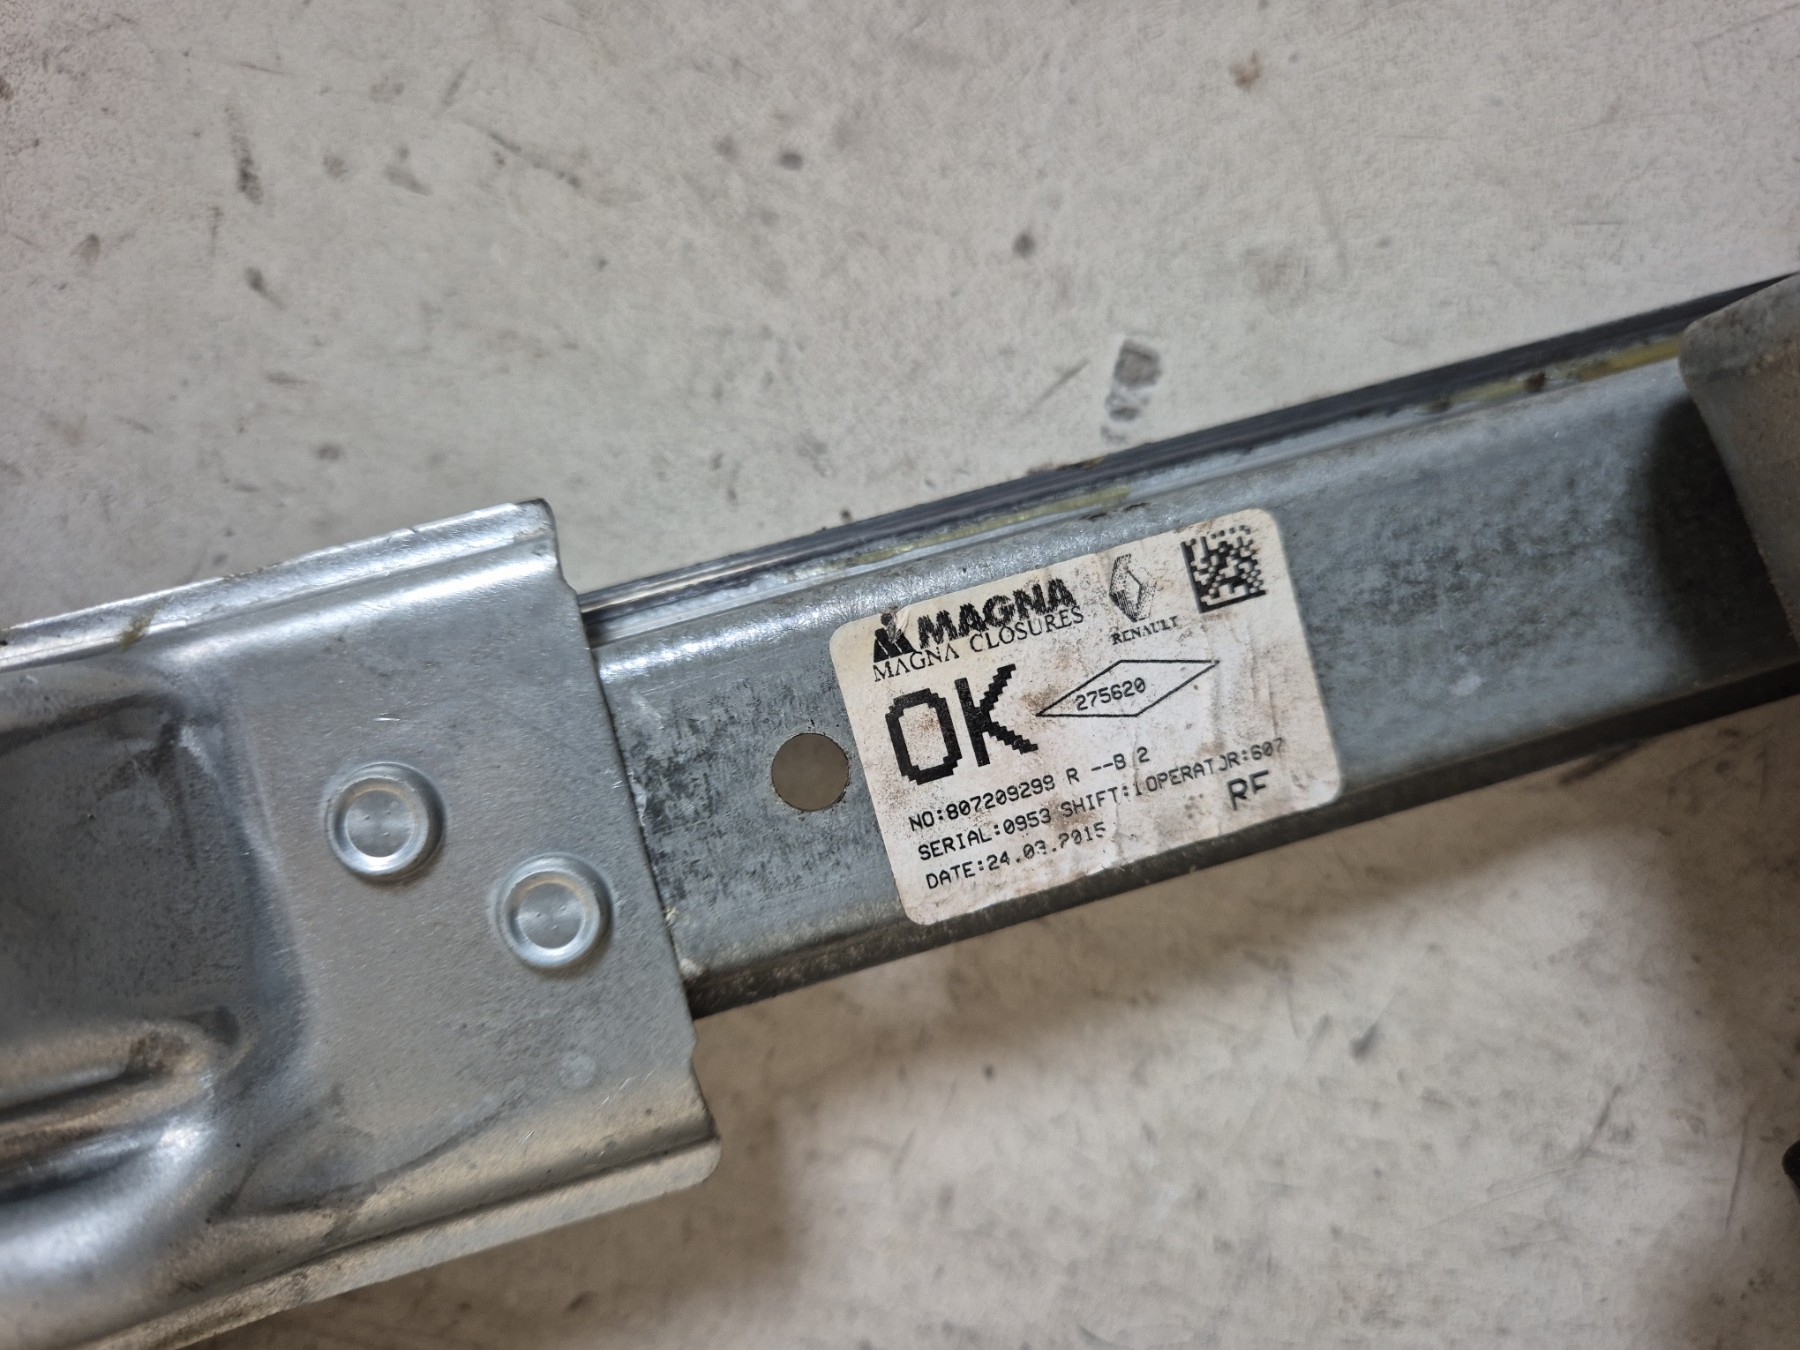 MAGNA
MAGNA CLOSURES
RENAULT
OK
275620
NO:807209299 R --B 2
SERIAL:0953 SHIFT:1 OPERATOR:607
DATE:24.03.2015
RF